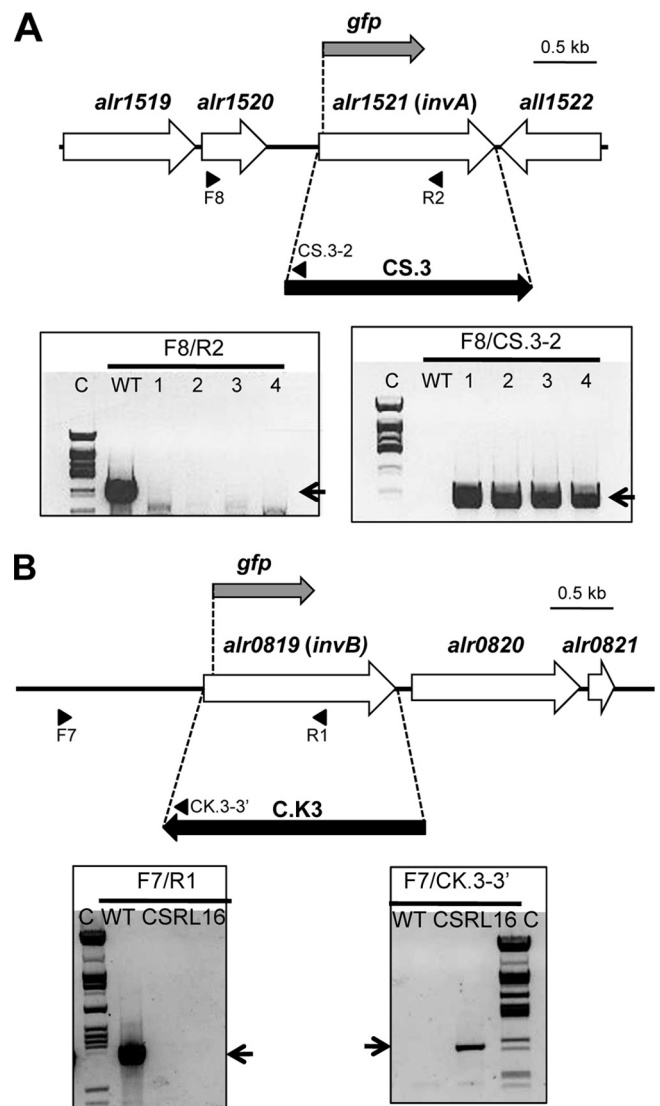 A
gfp
0.5 kb
alr1519 alr1520 alr1521 (invA) all1522
F8 R2
CS.3-2
CS.3
F8/R2 F8/CS.3-2
C WT 1 2 3 4 C WT 1 2 3 4
B
gfp
0.5 kb
alr0819 (invB) alr0820 alr0821
F7 R1
CK.3-3'
C.K3
F7/R1 F7/CK.3-3'
C WT CSRL16 WT CSRL16 C